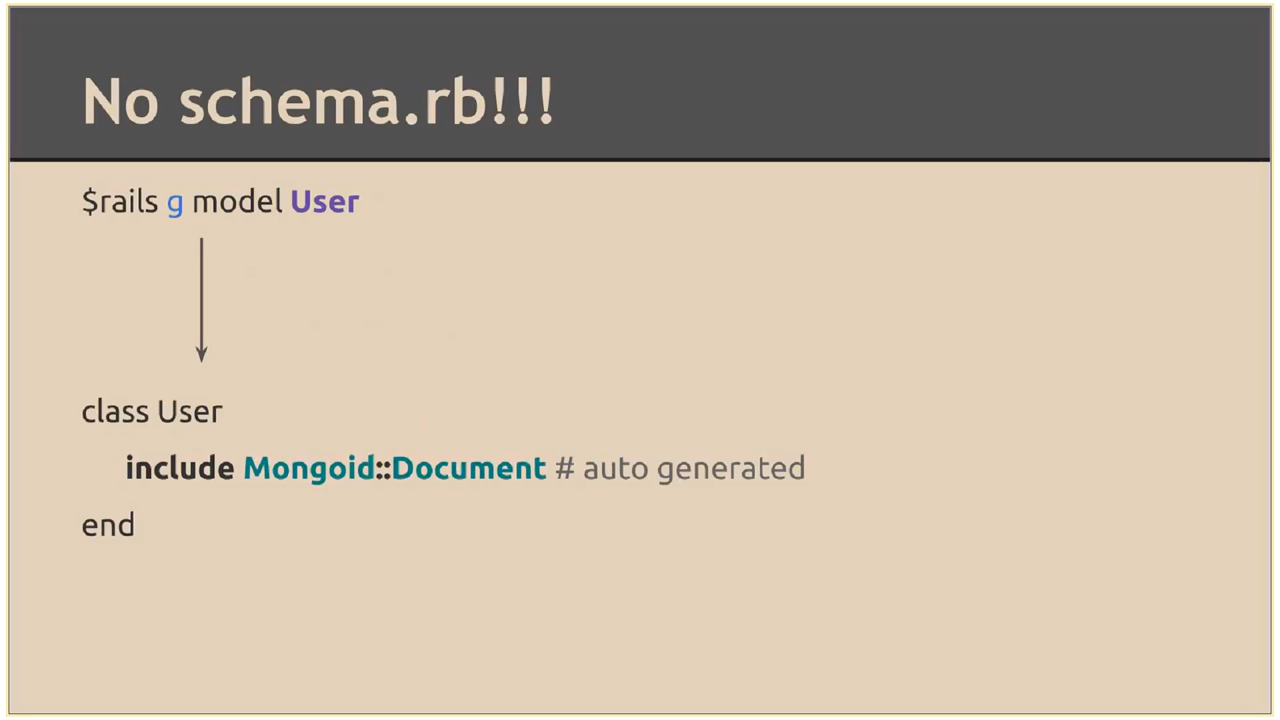 No schema.rb!!!
$rails g model User
class User
include Mongoid::Document # auto generated
end